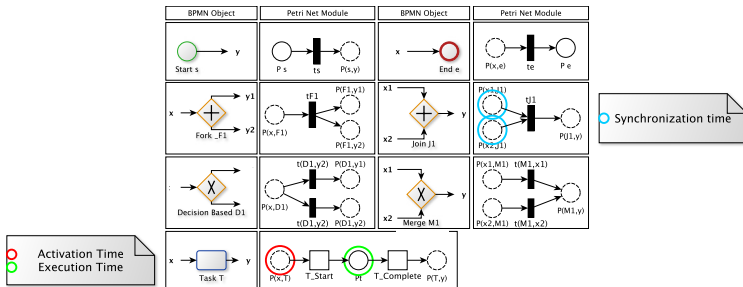 BPMN Object Petri Net Module BPMN Object Petri Net Module
Start s y P s ts P(s,y) x End e P(x,e) te P e
x y1 y2 Fork _F1 P(x,F1) tF1 P(F1,y1) P(F1,y2) x1 x2 y Join J1 P(x1,J1) P(x2,J1) tJ1 P(J1,y)
Synchronization time
: Decision Based D1 P(x,D1) t(D1,y2) P(D1,y1) t(D1,y2) P(D1,y2) x1 x2 y Merge M1 P(x1,M1) t(M1,x1) P(x2,M1) t(M1,x2) P(M1,y)
x Task T y P(x,T) T_Start Pt T_Complete P(T,y)
Activation Time
Execution Time